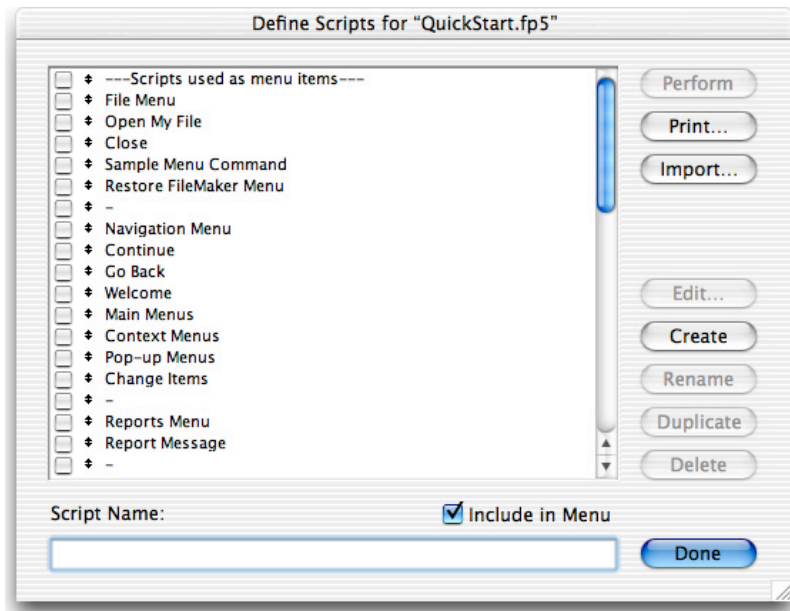 Define Scripts for “QuickStart.fp5”
---Scripts used as menu items---
File Menu
Open My File
Close
Sample Menu Command
Restore FileMaker Menu
-
Navigation Menu
Continue
Go Back
Welcome
Main Menus
Context Menus
Pop-up Menus
Change Items
-
Reports Menu
Report Message
-
Perform
Print...
Import...
Edit...
Create
Rename
Duplicate
Delete
Script Name:
Include in Menu
Done